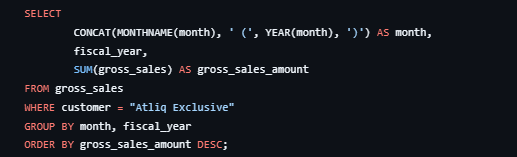 SELECT
CONCAT(MONTHNAME(month), ' (', YEAR(month), ')') AS month,
fiscal_year,
SUM(gross_sales) AS gross_sales_amount
FROM gross_sales
WHERE customer = "Atliq Exclusive"
GROUP BY month, fiscal_year
ORDER BY gross_sales_amount DESC;